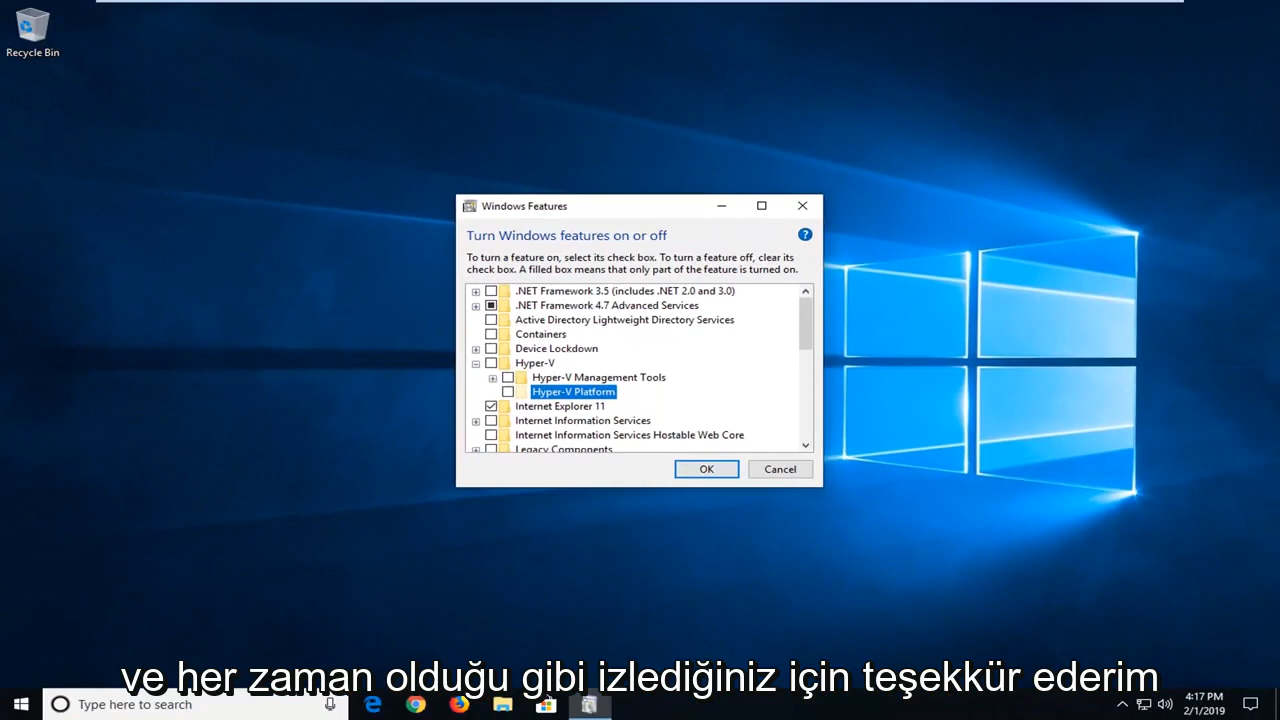 Recycle Bin
Windows Features
Turn Windows features on or off
To turn a feature on, select its check box. To turn a feature off, clear its
check box. A filled box means that only part of the feature is turned on.
.NET Framework 3.5 (includes .NET 2.0 and 3.0)
.NET Framework 4.7 Advanced Services
Active Directory Lightweight Directory Services
Containers
Device Lockdown
Hyper-V
Hyper-V Management Tools
Hyper-V Platform
Internet Explorer 11
Internet Information Services
Internet Information Services Hostable Web Core
Legacy Components
OK
Cancel
ve her zaman olduğu gibi izlediğiniz için teşekkür ederim
Type here to search
4:17 PM
2/1/2019